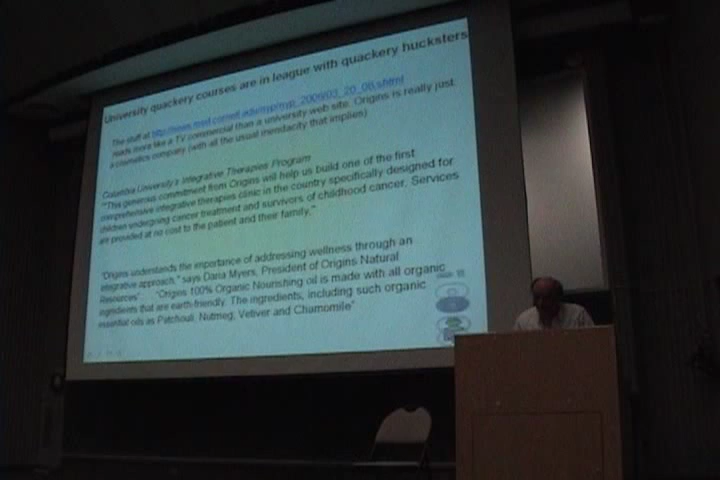 University quackery courses are in league with quackery hucksters
The stuff at http://news.med.cornell.edu/nyp/nyp_2006/03_20_06.shtml
reads more like a TV commercial than a university web site. Origins is really just
a cosmetics company (with all the usual mendacity that implies)
Columbia University's Integrative Therapies Program
"This generous commitment from Origins will help us build one of the first
comprehensive integrative therapies clinic in the country specifically designed for
children undergoing cancer treatment and survivors of childhood cancer. Services
are provided at no cost to the patient and their family."
"Origins understands the importance of addressing wellness through an
integrative approach," says Daria Myers, President of Origins Natural
Resources". "Origins 100% Organic Nourishing oil is made with all organic
ingredients that are earth-friendly. The ingredients, including such organic
essential oils as Patchouli, Nutmeg, Vetiver and Chamomile"